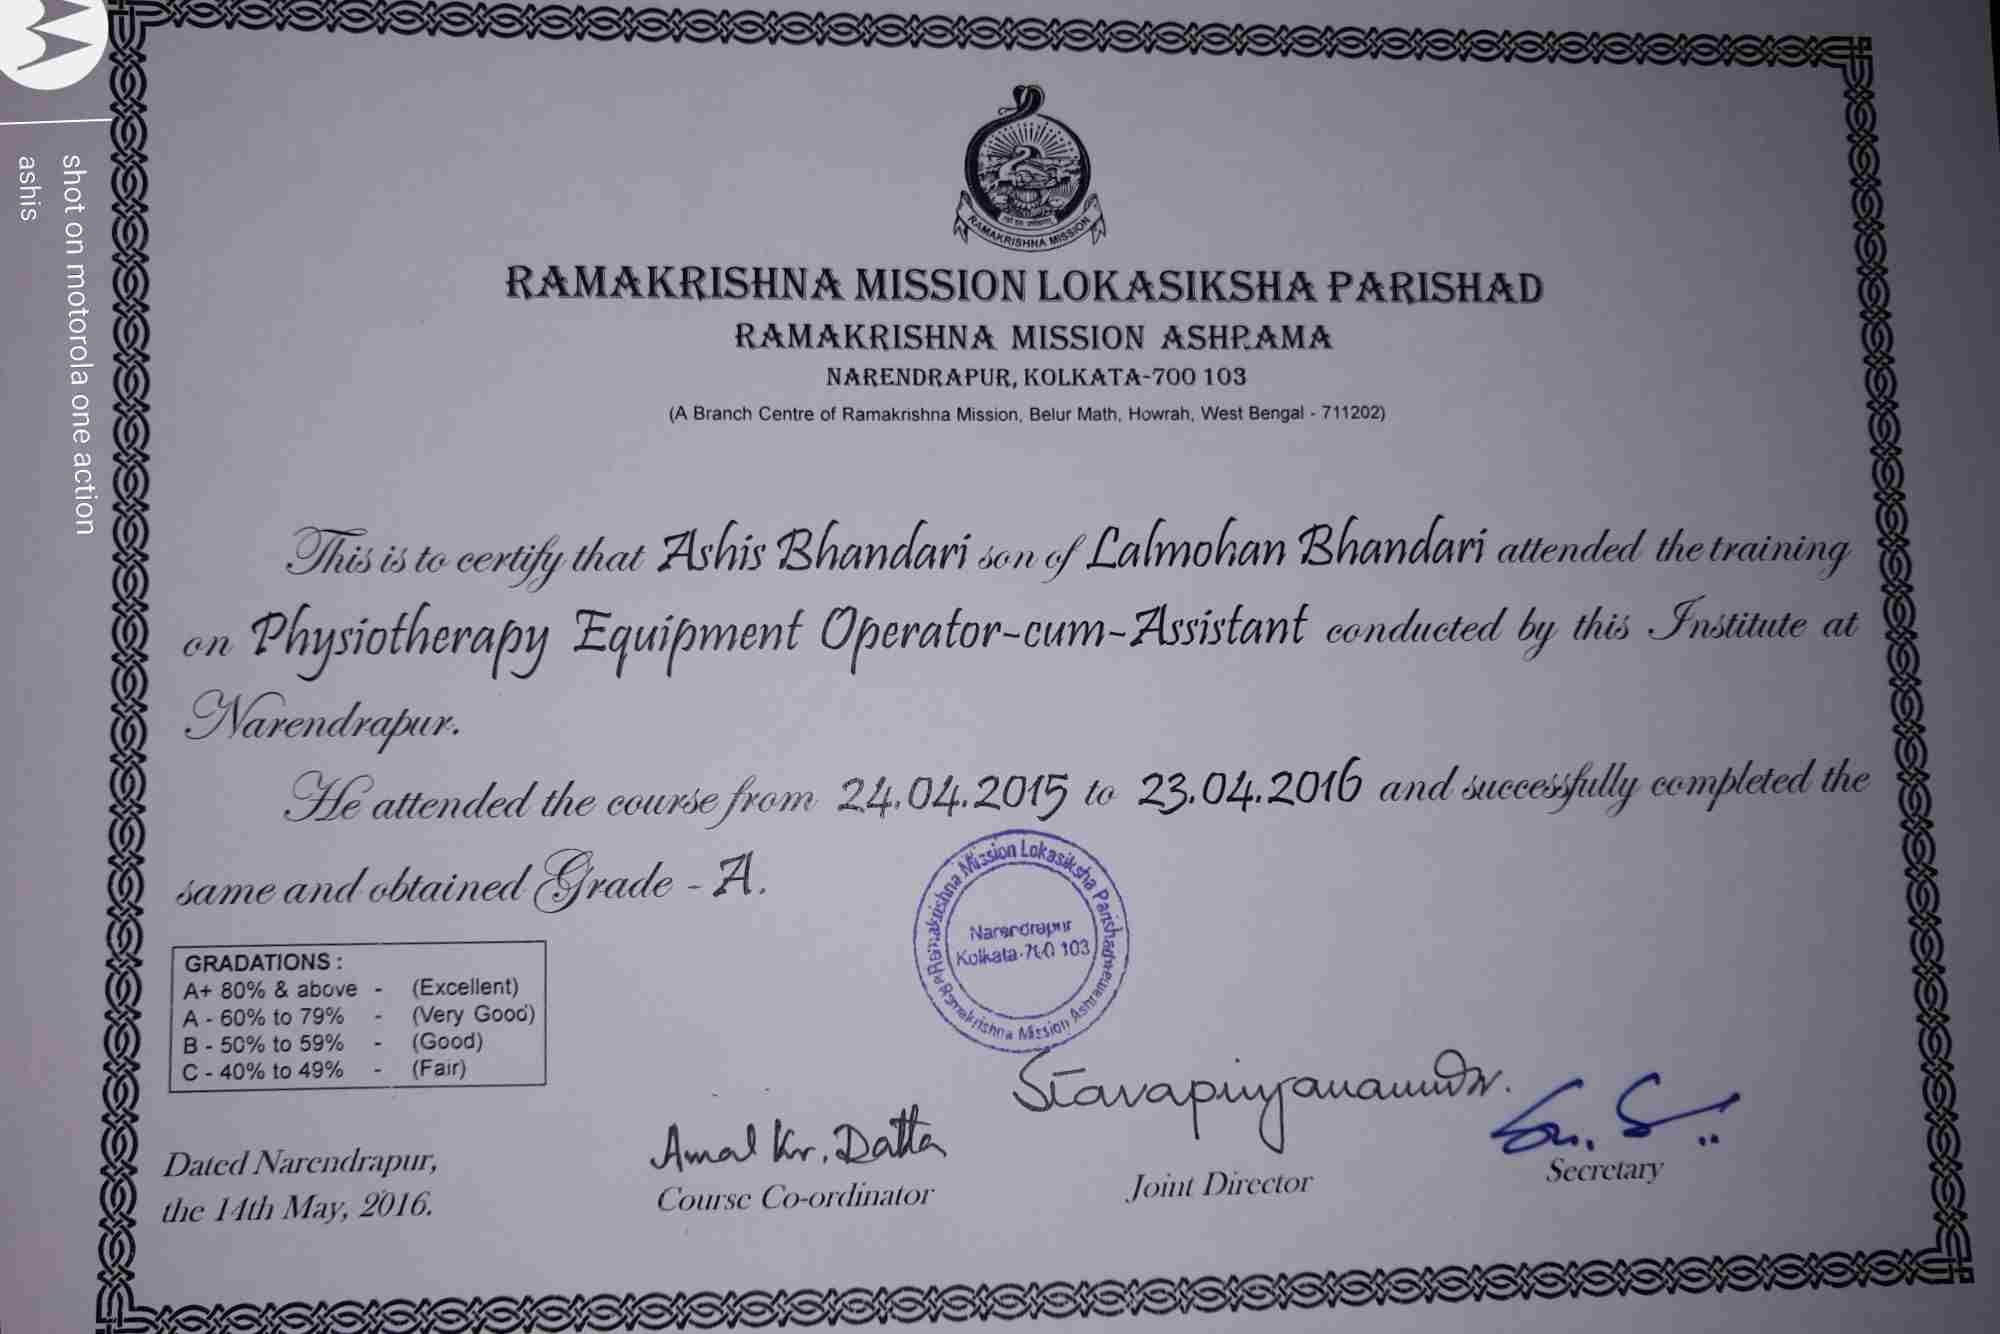 shot on motorola one action
ashis
RAMAKRISHNA MISSION
RAMAKRISHNA MISSION LOKASIKSHA PARISHAD
RAMAKRISHNA MISSION ASHRAMA
NARENDRAPUR, KOLKATA-700 103
(A Branch Centre of Ramakrishna Mission, Belur Math, Howrah, West Bengal - 711202)
This is to certify that Ashis Bhandari son of Lalmohan Bhandari attended the training
on Physiotherapy Equipment Operator-cum-Assistant conducted by this Institute at
Narendrapur.
He attended the course from 24.04.2015 to 23.04.2016 and successfully completed the
same and obtained Grade - A.
Ramakrishna Mission Lokasiksha Parishad
Narendrapur
Kolkata-700 103
Ramakrishna Mission Ashrama
GRADATIONS :
A+ 80% & above - (Excellent)
A - 60% to 79% - (Very Good)
B - 50% to 59% - (Good)
C - 40% to 49% - (Fair)
Dated Narendrapur,
the 14th May, 2016.
Amal Kr. Datta
Course Co-ordinator
Joint Director
Secretary